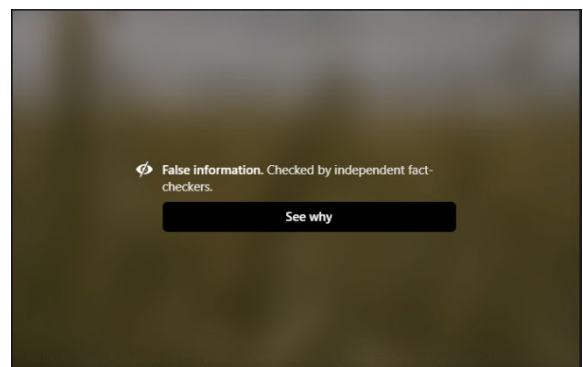 False information. Checked by independent fact-
checkers.
See why